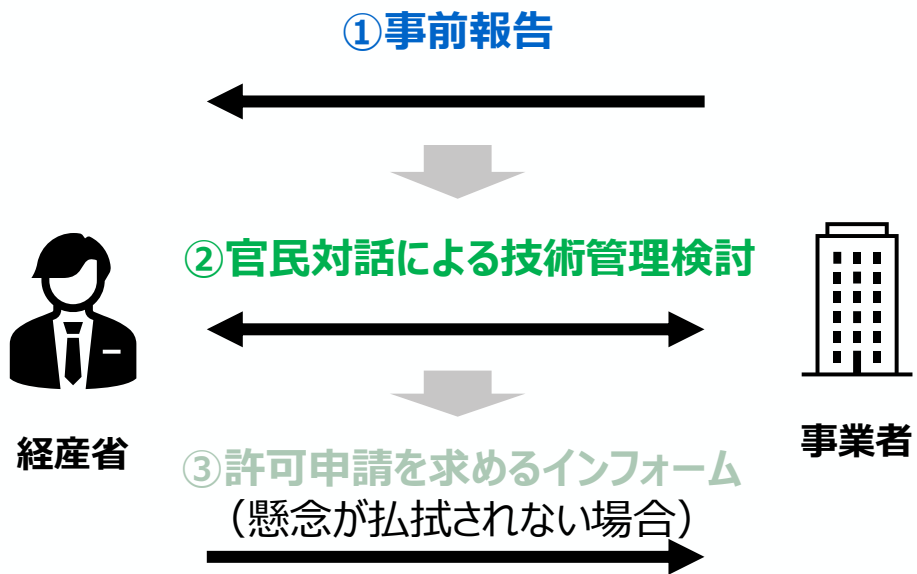 ①事前報告
②官民対話による技術管理検討
経産省
事業者
③許可申請を求めるインフォーム
（懸念が払拭されない場合）